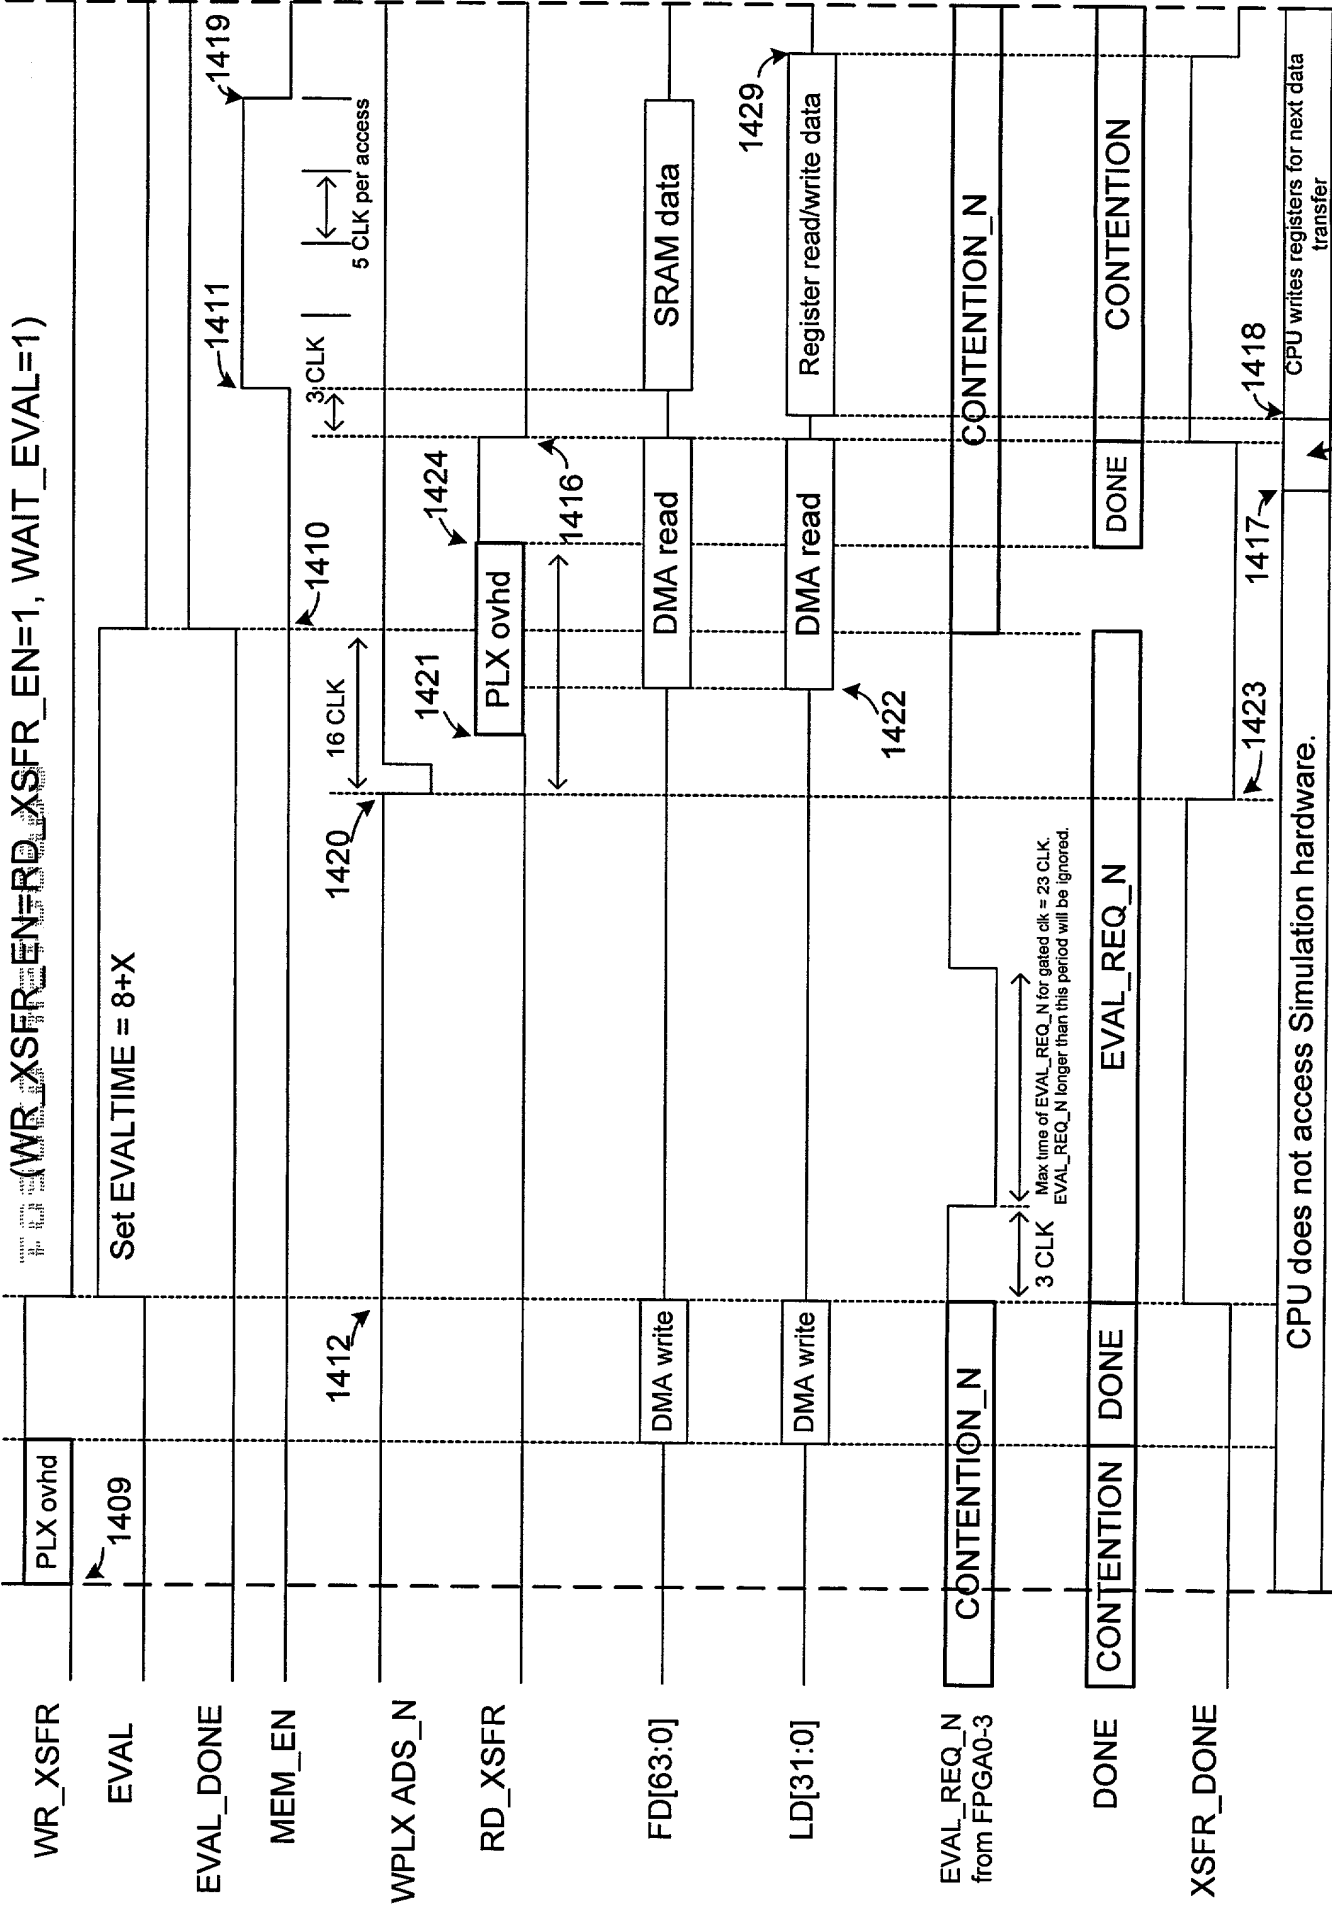 (WR_XSFR_EN=RD_XSFR_EN=1, WAIT_EVAL=1)
WR_XSFR
PLX ovhd
1409
EVAL
Set EVALTIME = 8+X
EVAL_DONE
1410
1411
1419
MEM_EN
3 CLK
5 CLK per access
WPLX ADS_N
1412
1420
16 CLK
RD_XSFR
1421
PLX ovhd
1424
1416
FD[63:0]
DMA write
DMA read
SRAM data
LD[31:0]
DMA write
1422
DMA read
Register read/write data
1429
EVAL_REQ_N
from FPGA0-3
CONTENTION_N
3 CLK
Max time of EVAL_REQ_N for gated clk = 23 CLK.
EVAL_REQ_N longer than this period will be ignored.
CONTENTION_N
DONE
CONTENTION
DONE
EVAL_REQ_N
DONE
CONTENTION
XSFR_DONE
1423
1417
1418
CPU does not access Simulation hardware.
CPU writes registers for next data
transfer